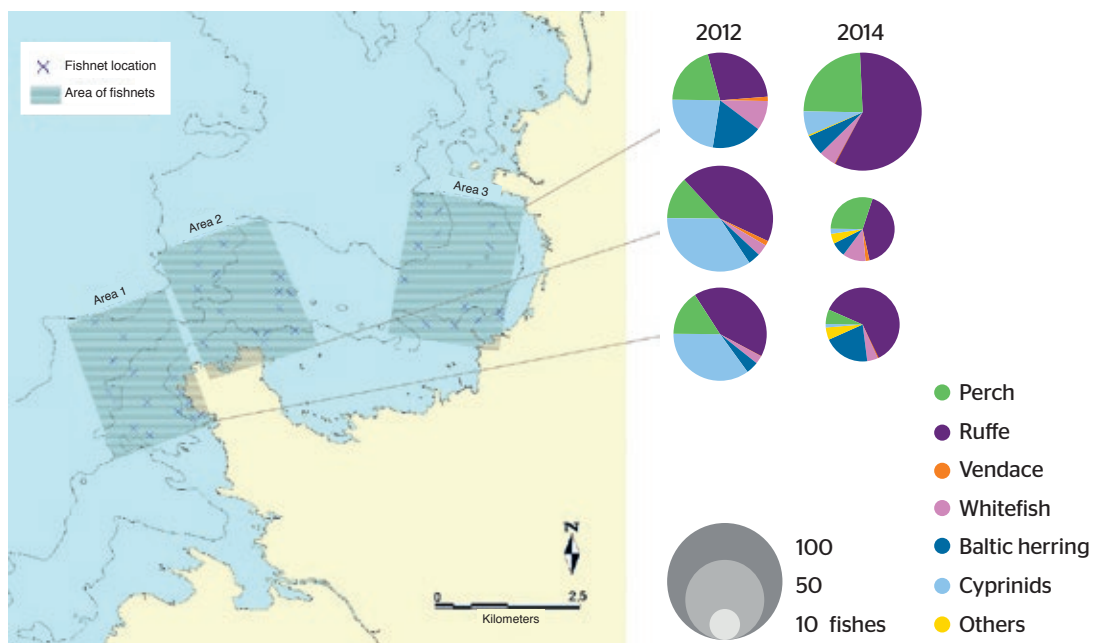 Fishnet location
Area of fishnets
Area 1
Area 2
Area 3
N
0 2.5
Kilometers
2012 2014
100
50
10 fishes
Perch
Ruffe
Vendace
Whitefish
Baltic herring
Cyprinids
Others